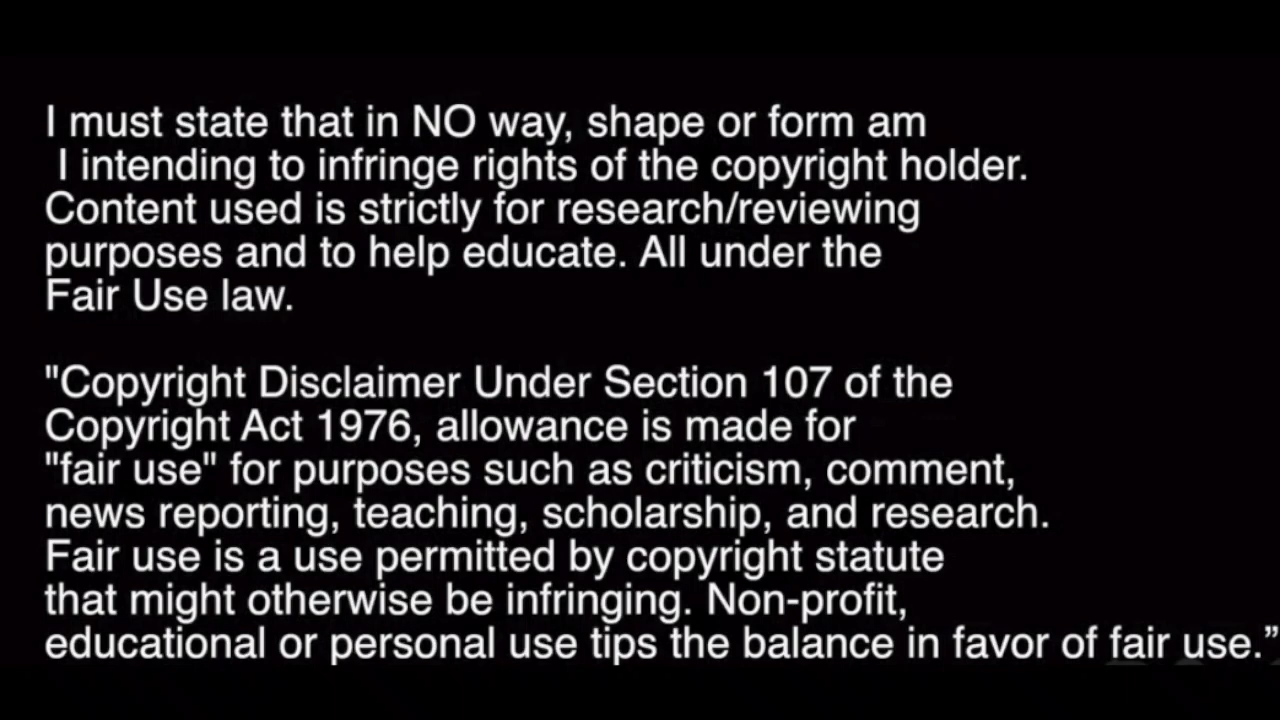 I must state that in NO way, shape or form am
I intending to infringe rights of the copyright holder.
Content used is strictly for research/reviewing
purposes and to help educate. All under the
Fair Use law.
"Copyright Disclaimer Under Section 107 of the
Copyright Act 1976, allowance is made for
"fair use" for purposes such as criticism, comment,
news reporting, teaching, scholarship, and research.
Fair use is a use permitted by copyright statute
that might otherwise be infringing. Non-profit,
educational or personal use tips the balance in favor of fair use.”